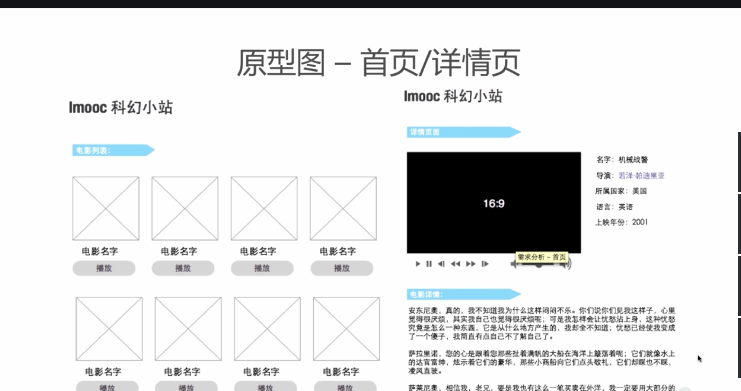 原型图 – 首页/详情页
Imooc 科幻小站
电影列表:
电影名字 电影名字 电影名字 电影名字
播放 播放 播放 播放
电影名字 电影名字 电影名字 电影名字
播放 播放 播放 播放
Imooc 科幻小站
详情页面
16:9
名字: 机械战警
导演: 若泽·帕迪里亚
所属国家: 美国
语言: 英语
上映年份: 2001
需求分析 - 首页
电影详情:
安东尼奥,真的,我不知道我为什么这样闷闷不乐。你们说你们见我这样子,心里
觉得很厌烦,其实我自己也觉得很厌烦呢;可是我怎样会让忧愁沾上身,这种忧愁
究竟是怎么一种东西,它是从什么地方产生的,我却全不知道;忧愁已经使我变成
了一个傻子,我简直有点自己不了解自己了。
萨拉里诺,您的心是跟着您那些扯着满帆的大船在海洋上簸荡着呢;它们就像水上
的达官富绅,炫示着它们的豪华,那些小商船向它们点头敬礼,它们却睬也不睬,
凌风直驶。
萨莱尼奥,相信我,老兄,要是我也有这么一笔买卖在外洋,我一定要用大部分的